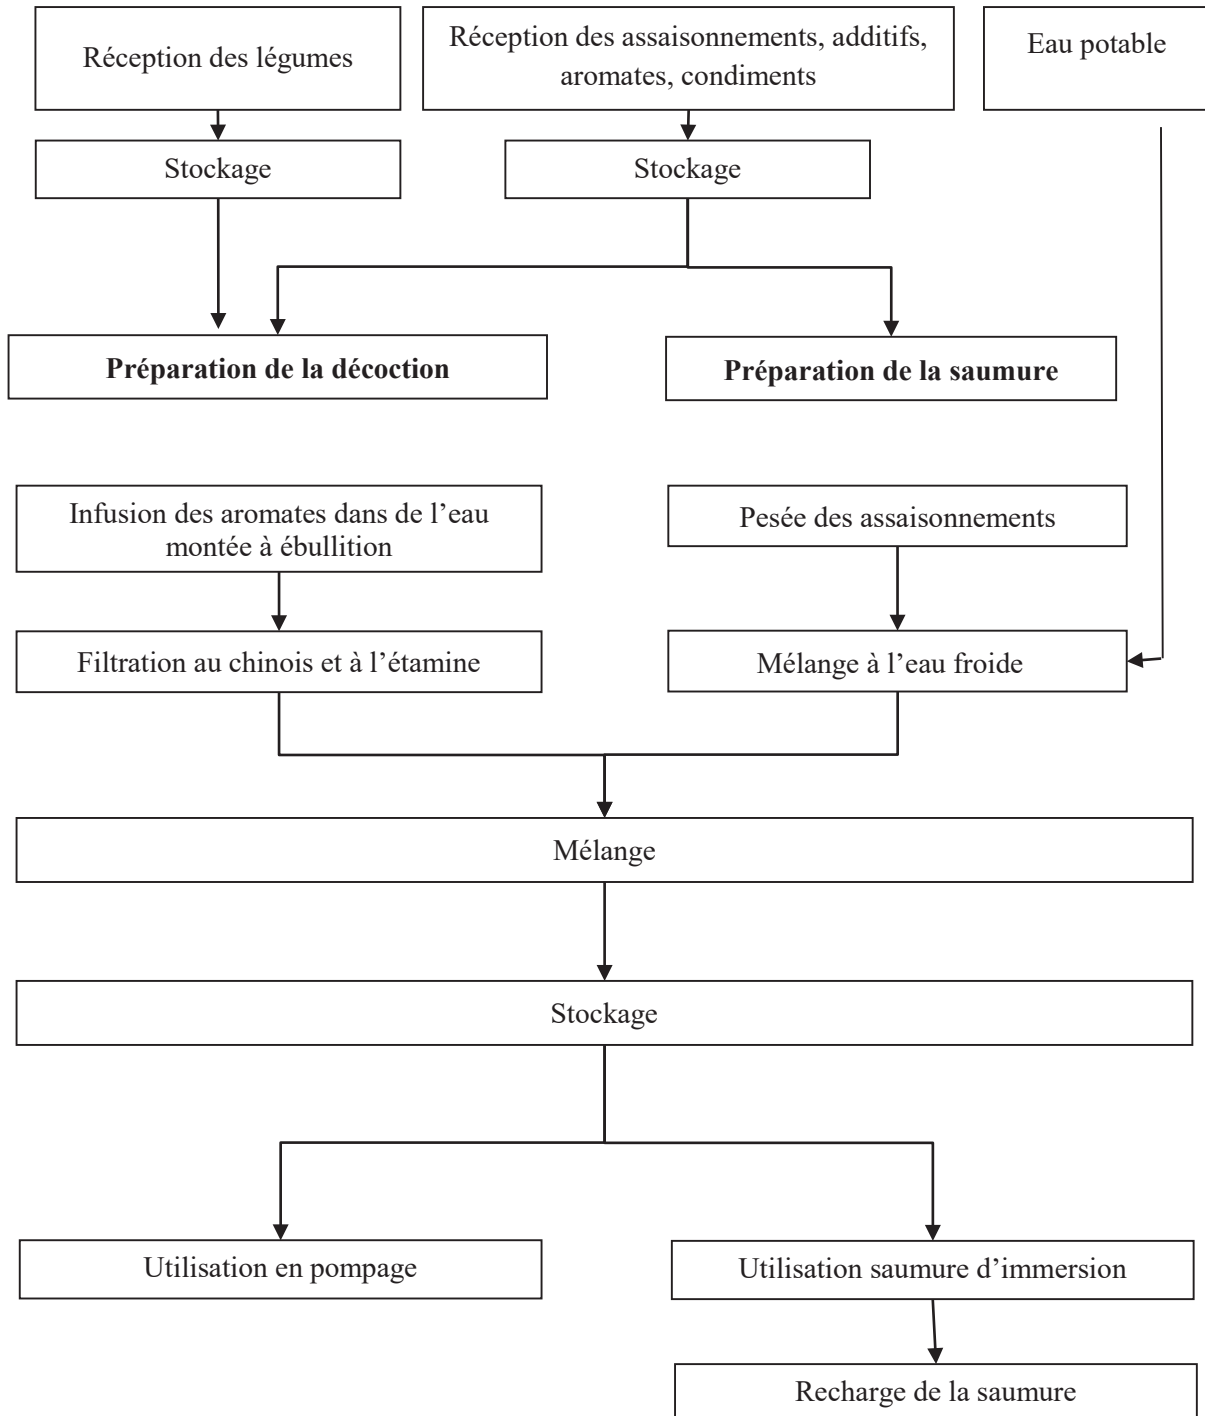 Réception des légumes
Réception des assaisonnements, additifs,
aromates, condiments
Eau potable
Stockage
Stockage
Préparation de la décoction
Préparation de la saumure
Infusion des aromates dans de l’eau
montée à ébullition
Pesée des assaisonnements
Filtration au chinois et à l’étamine
Mélange à l’eau froide
Mélange
Stockage
Utilisation en pompage
Utilisation saumure d’immersion
Recharge de la saumure